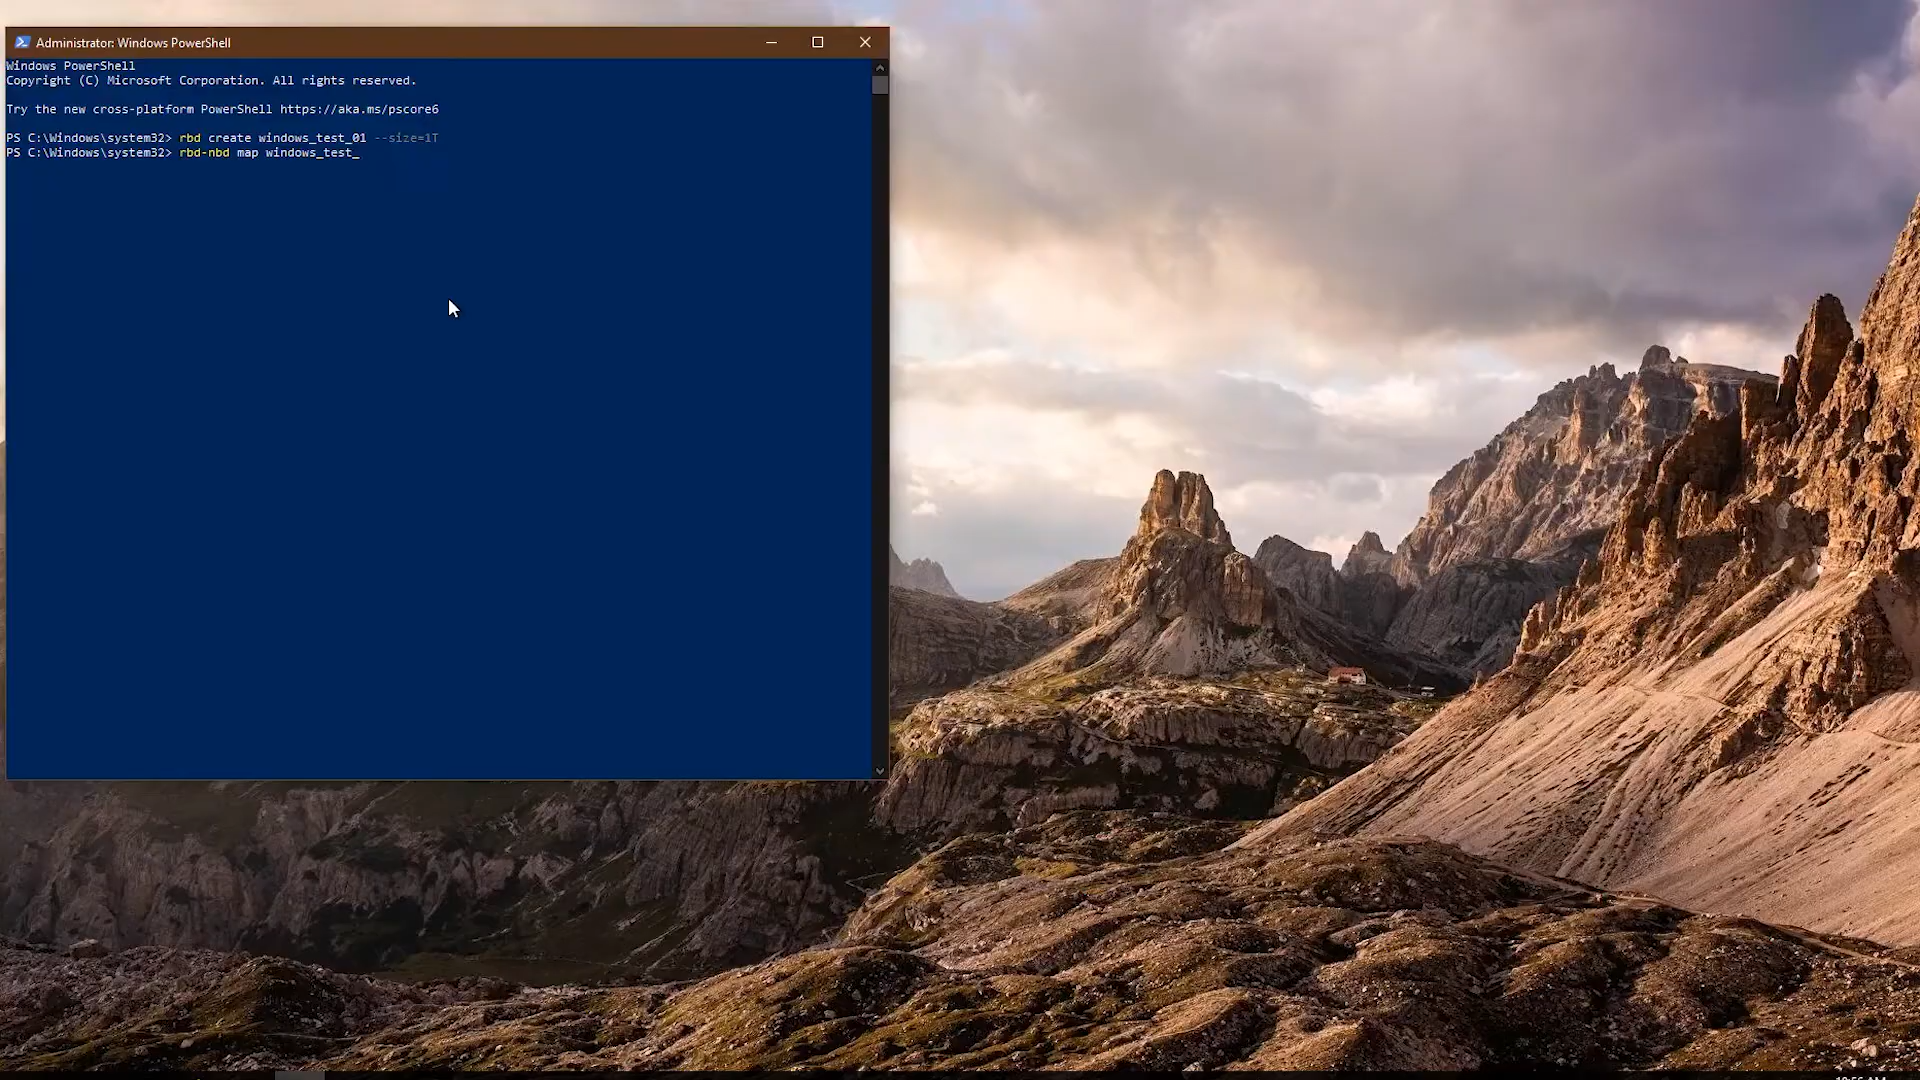 Administrator: Windows PowerShell
Windows PowerShell
Copyright (C) Microsoft Corporation. All rights reserved.
Try the new cross-platform PowerShell https://aka.ms/pscore6
PS C:\Windows\system32> rbd create windows_test_01 --size=1T
PS C:\Windows\system32> rbd-nbd map windows_test_